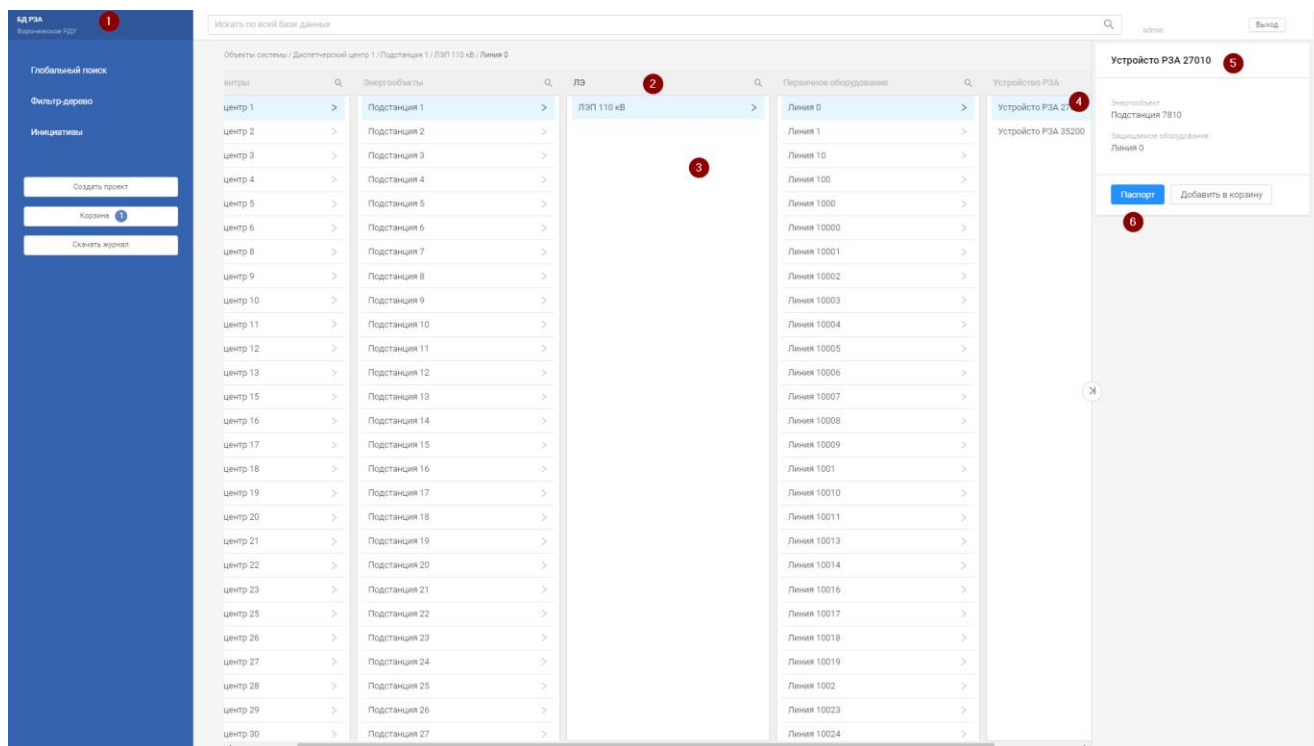 БД РЗА
1
Воронежское РДУ
Искать по всей базе данных
admin
Выход
Глобальный поиск
Фильтр-дерево
Инициативы
Создать проект
Корзина 1
Скачать журнал
Объекты системы / Диспетчерский центр 1 / Подстанция 1 / ЛЭП 110 кВ / Линия 0
ентры
центр 1
центр 2
центр 3
центр 4
центр 5
центр 6
центр 8
центр 9
центр 10
центр 11
центр 12
центр 13
центр 15
центр 16
центр 17
центр 18
центр 19
центр 20
центр 21
центр 22
центр 23
центр 25
центр 26
центр 27
центр 28
центр 29
центр 30
Энергообъекты
Подстанция 1
Подстанция 2
Подстанция 3
Подстанция 4
Подстанция 5
Подстанция 6
Подстанция 7
Подстанция 8
Подстанция 9
Подстанция 10
Подстанция 11
Подстанция 12
Подстанция 13
Подстанция 14
Подстанция 15
Подстанция 16
Подстанция 17
Подстанция 18
Подстанция 19
Подстанция 20
Подстанция 21
Подстанция 22
Подстанция 23
Подстанция 24
Подстанция 25
Подстанция 26
Подстанция 27
ЛЭ
2
ЛЭП 110 кВ
3
Первичное оборудование
Линия 0
Линия 1
Линия 10
Линия 100
Линия 1000
Линия 10000
Линия 10001
Линия 10002
Линия 10003
Линия 10004
Линия 10005
Линия 10006
Линия 10007
Линия 10008
Линия 10009
Линия 1001
Линия 10010
Линия 10011
Линия 10013
Линия 10014
Линия 10016
Линия 10017
Линия 10018
Линия 10019
Линия 1002
Линия 10023
Линия 10024
Устройство РЗА
Устройсто РЗА 27
4
Устройсто РЗА 35200
Устройсто РЗА 27010
5
Энергообъект
Подстанция 7810
Защищаемое оборудование
Линия 0
Паспорт
Добавить в корзину
6